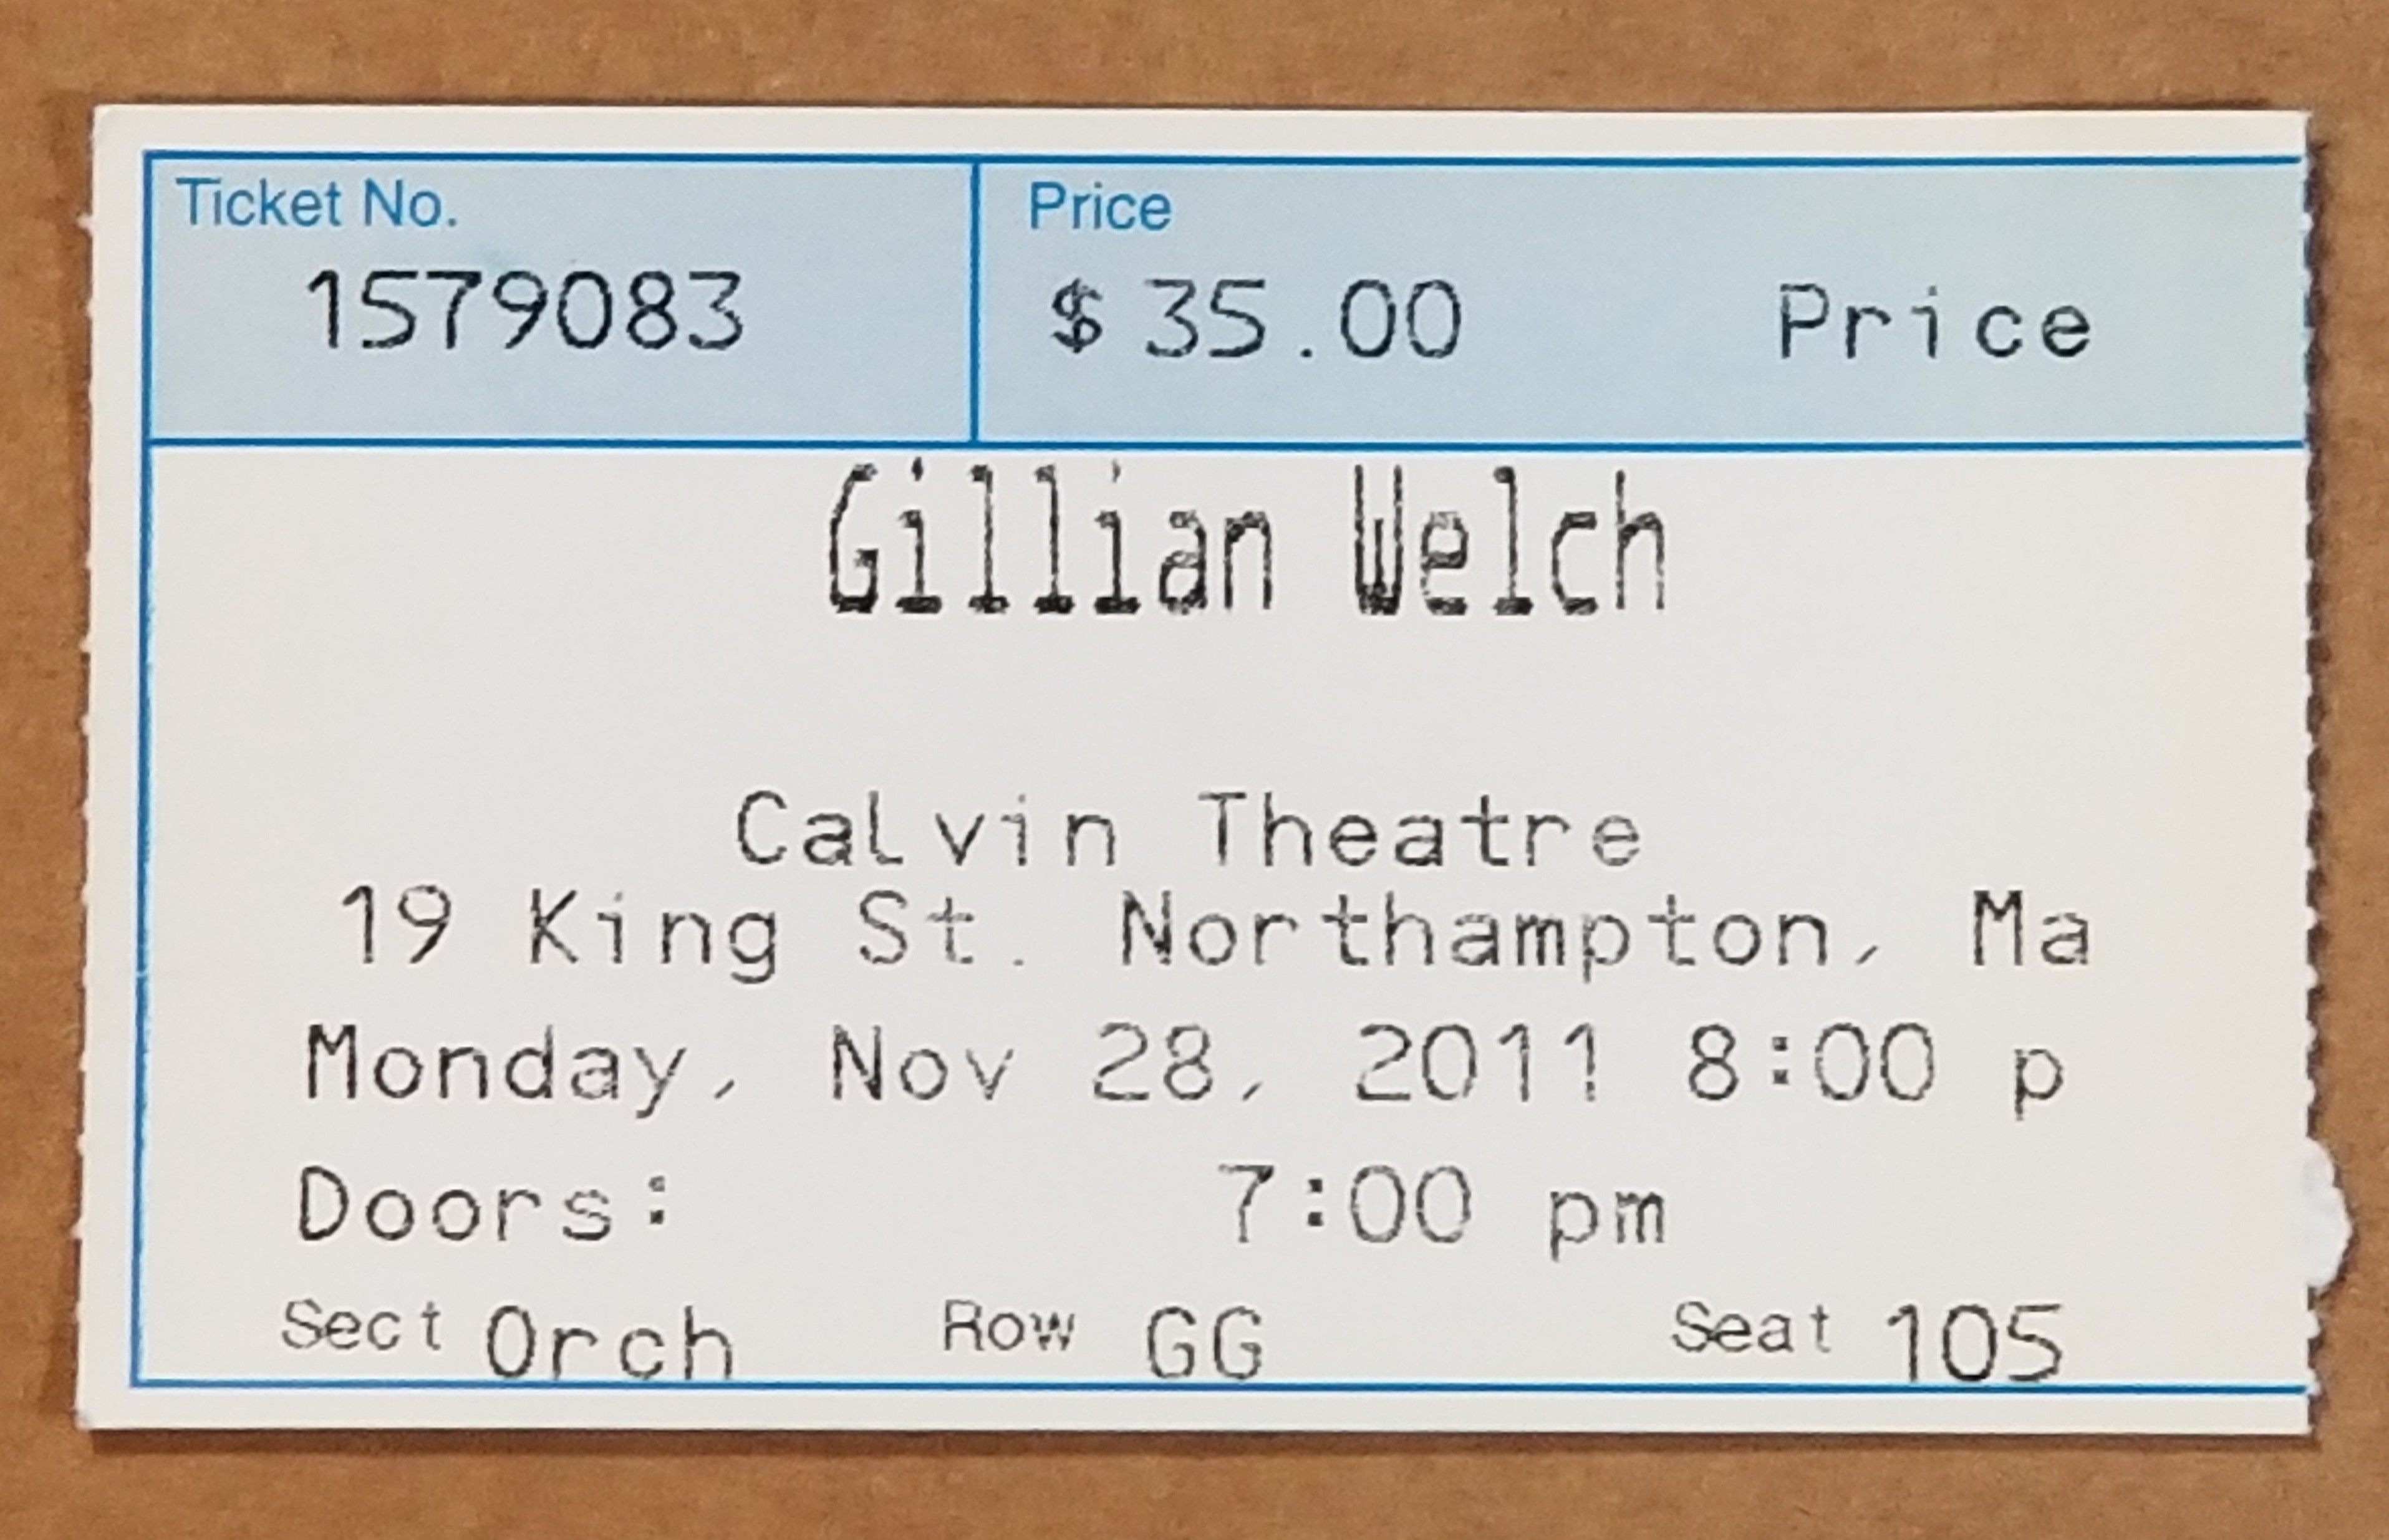 Ticket No.
Price
1579083
$ 35.00 Price
Gillian Welch
Calvin Theatre
19 King St. Northampton, Ma
Monday, Nov 28, 2011 8:00 p
Doors: 7:00 pm
Sect Orch Row GG Seat 105